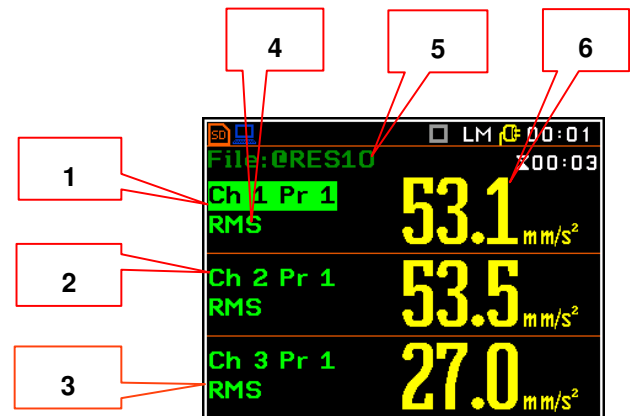 4 5 6
SD LM 00:01
File:@RES10 00:03
1 Ch 1 Pr 1
RMS 53.1 mm/s²
2 Ch 2 Pr 1
RMS 53.5 mm/s²
3 Ch 3 Pr 1
RMS 27.0 mm/s²